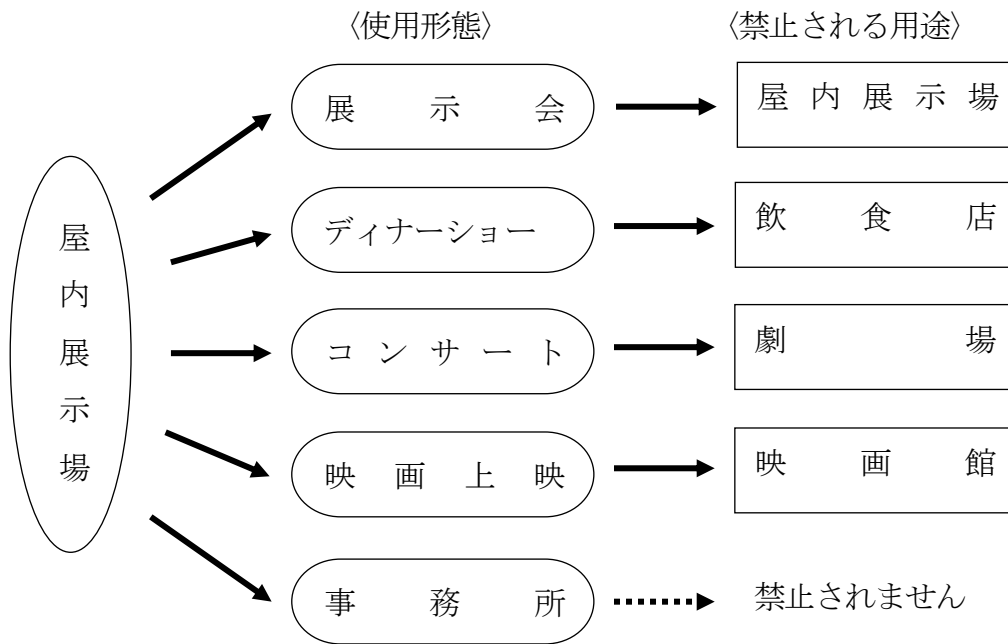 〈使用形態〉
〈禁止される用途〉
屋内展示場
展示会
屋内展示場
ディナーショー
飲食店
コンサート
劇場
映画上映
映画館
事務所
禁止されません